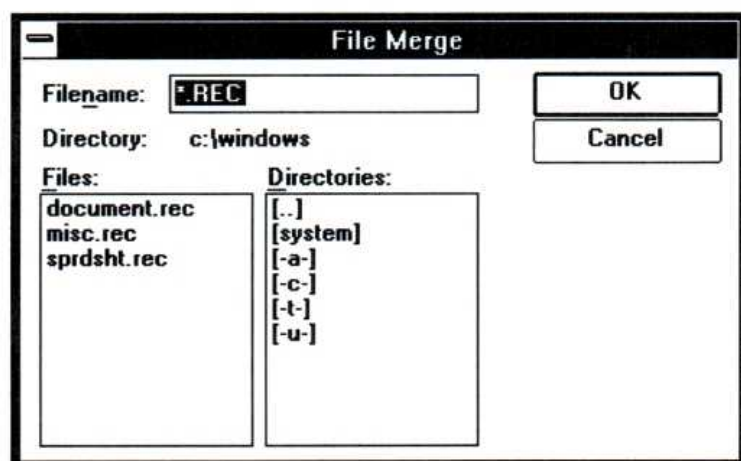 File Merge
Filename: *.REC
OK
Directory: c:\windows
Cancel
Files:
Directories:
document.rec
misc.rec
sprdsht.rec
[..]
[system]
[-a-]
[-c-]
[-t-]
[-u-]